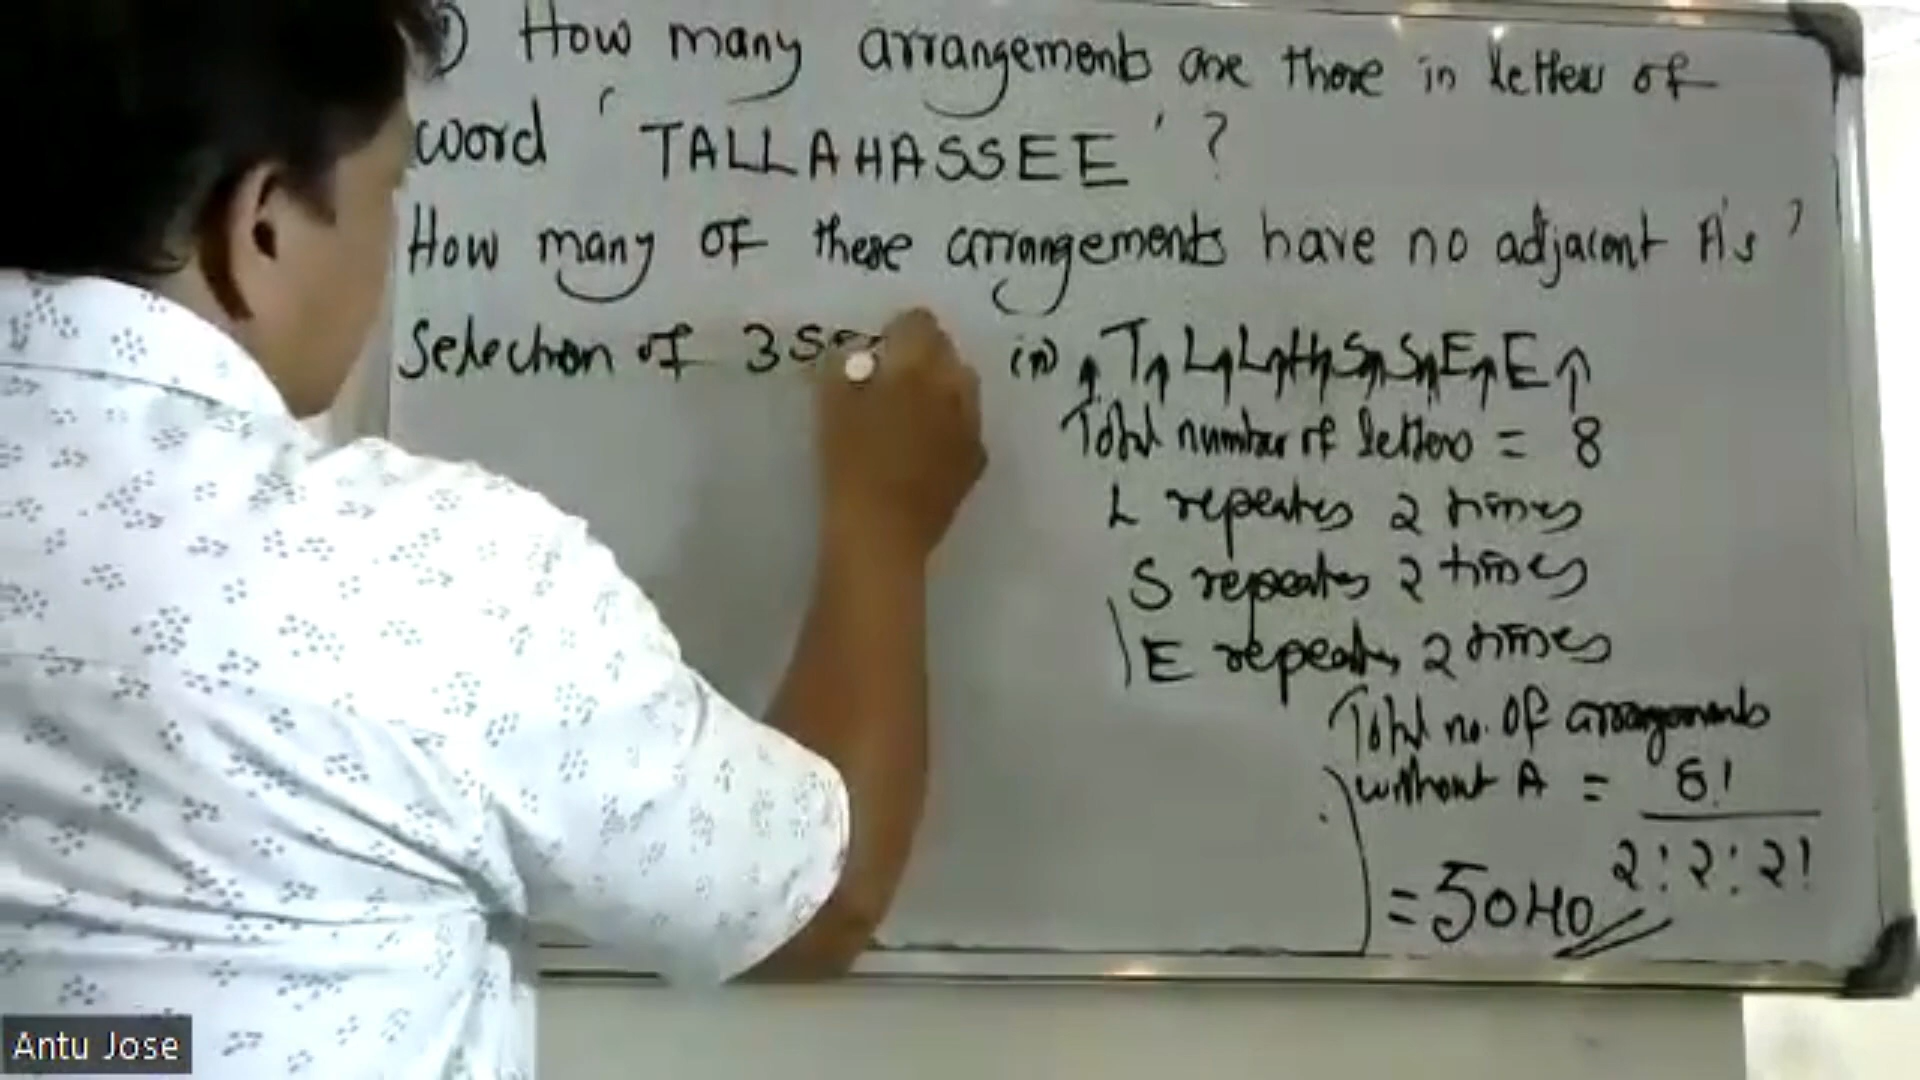 How many arrangements are there in letter of
word ' TALLAHASSEE ' ?
How many of these arrangements have no adjacent A's ?
Selection of 3
(ii) ↑T↑L↑L↑H↑S↑S↑E↑E↑
Total number of letters = 8
L repeates 2 times
S repeates 2 times
E repeates 2 times
Total no. of arrangements
without A = 8!
2! 2! 2!
= 5040
Antu Jose